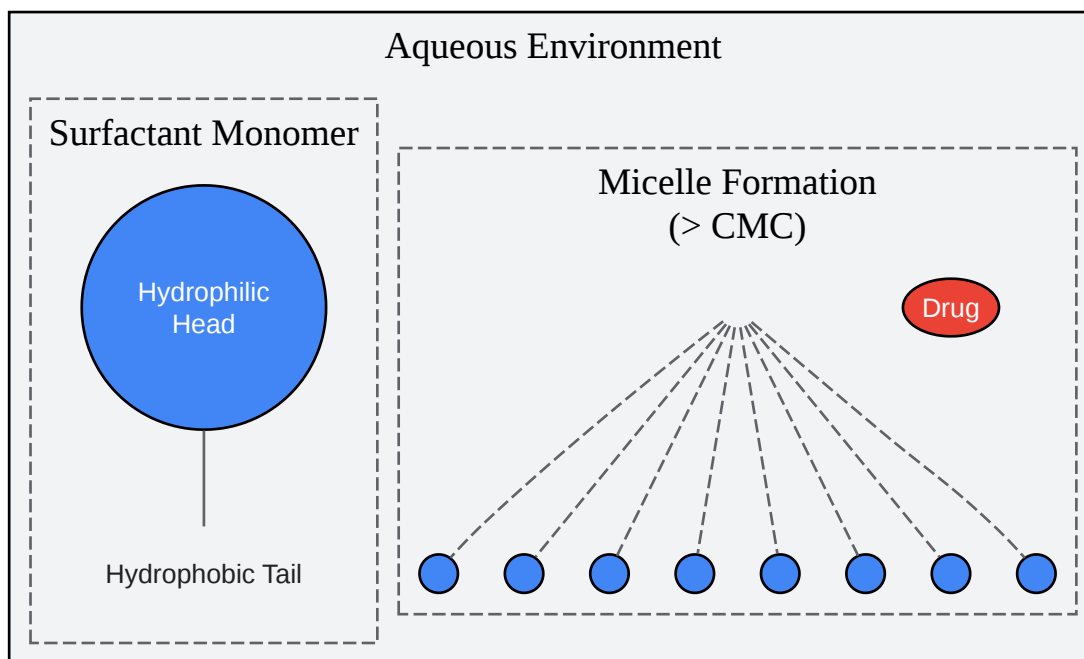 Aqueous Environment
Surfactant Monomer
Hydrophilic
Head
Hydrophobic Tail
Micelle Formation
(> CMC)
Drug